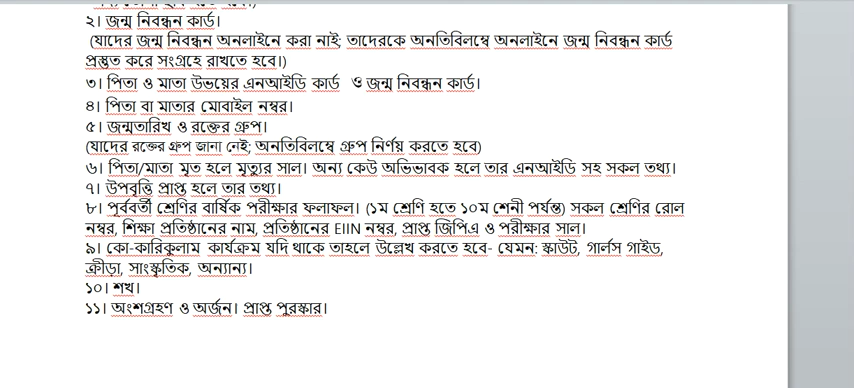 ২। জন্ম নিবন্ধন কার্ড।
(যাদের জন্ম নিবন্ধন অনলাইনে করা নাই; তাদেরকে অনতিবিলম্বে অনলাইনে জন্ম নিবন্ধন কার্ড
প্রস্তুত করে সংগ্রহে রাখতে হবে।)
৩। পিতা ও মাতা উভয়ের এনআইডি কার্ড ও জন্ম নিবন্ধন কার্ড।
৪। পিতা বা মাতার মোবাইল নম্বর।
৫। জন্মতারিখ ও রক্তের গ্রুপ।
(যাদের রক্তের গ্রুপ জানা নেই; অনতিবিলম্বে গ্রুপ নির্ণয় করতে হবে)
৬। পিতা/মাতা মৃত হলে মৃত্যুর সাল। অন্য কেউ অভিভাবক হলে তার এনআইডি সহ সকল তথ্য।
৭। উপবৃত্তি প্রাপ্ত হলে তার তথ্য।
৮। পূর্ববর্তী শ্রেণির বার্ষিক পরীক্ষার ফলাফল। (১ম শ্রেণি হতে ১০ম শেনী পর্যন্ত) সকল শ্রেণির রোল
নম্বর, শিক্ষা প্রতিষ্ঠানের নাম, প্রতিষ্ঠানের EIIN নম্বর, প্রাপ্ত জিপিএ ও পরীক্ষার সাল।
৯। কো-কারিকুলাম কার্যক্রম যদি থাকে তাহলে উল্লেখ করতে হবে- যেমন: স্কাউট, গার্লস গাইড,
ক্রীড়া, সাংস্কৃতিক, অন্যান্য।
১০। শখ।
১১। অংশগ্রহণ ও অর্জন। প্রাপ্ত পুরস্কার।